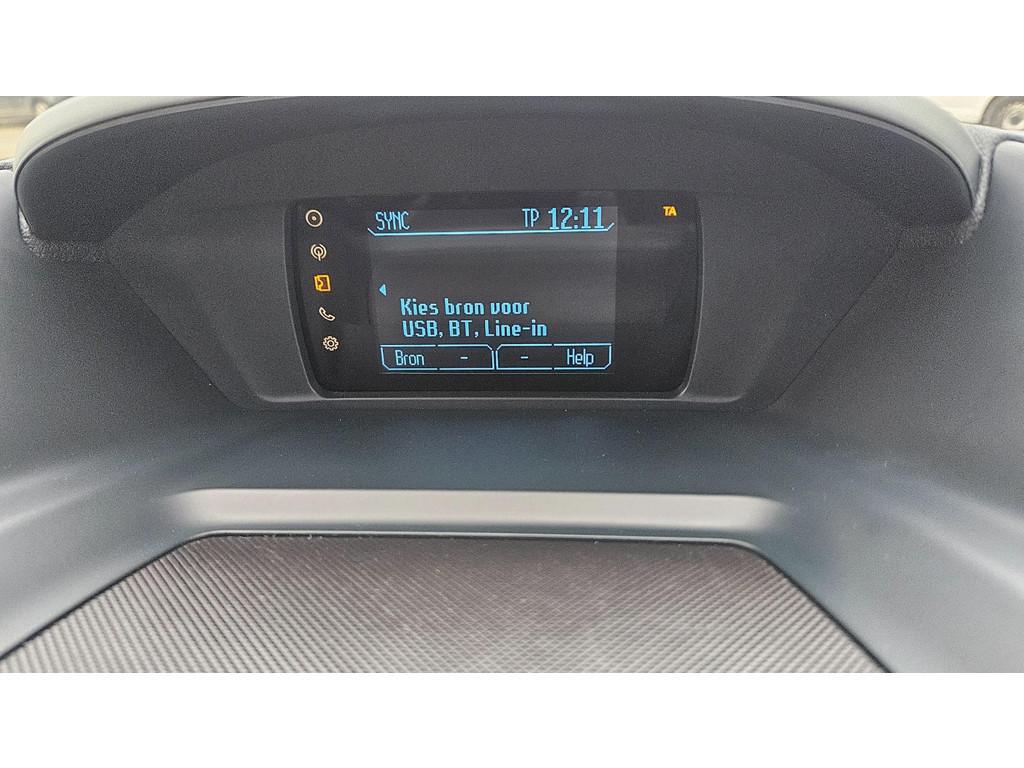 SYNC TP 12:11 TA
Kies bron voor
USB, BT, Line-in
Bron - - Help